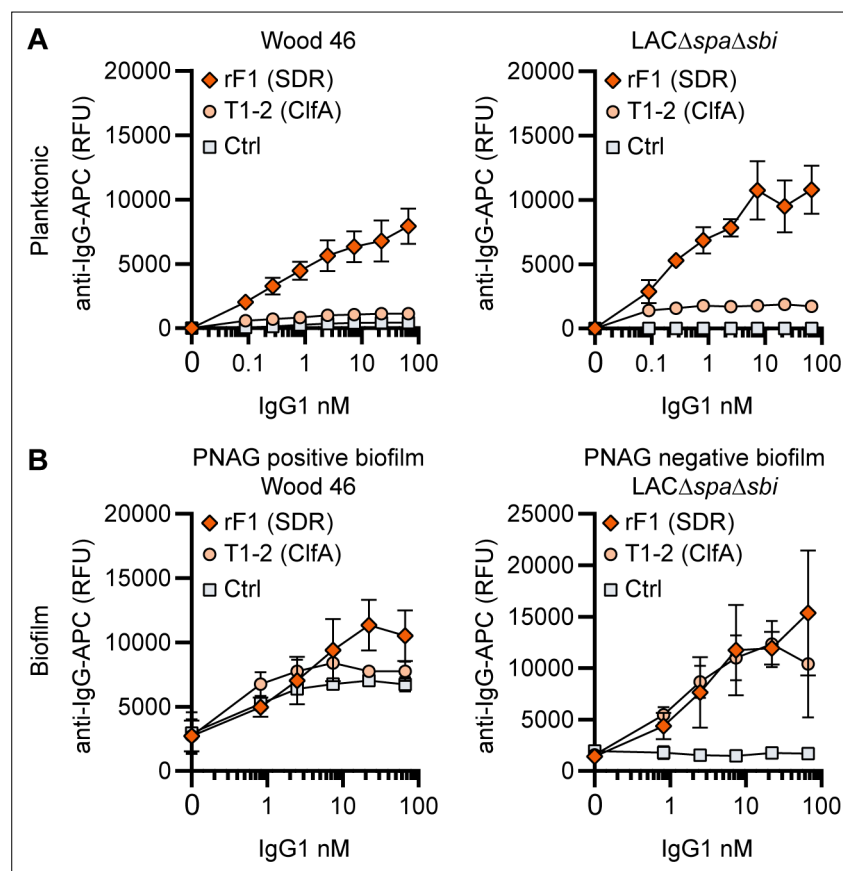 A
Wood 46
LACΔspaΔsbi
Planktonic
anti-IgG-APC (RFU)
20000
15000
10000
5000
0
rF1 (SDR)
T1-2 (ClfA)
Ctrl
0 0.1 1 10 100
IgG1 nM
anti-IgG-APC (RFU)
20000
15000
10000
5000
0
rF1 (SDR)
T1-2 (ClfA)
Ctrl
0 0.1 1 10 100
IgG1 nM
B
PNAG positive biofilm
Wood 46
PNAG negative biofilm
LACΔspaΔsbi
Biofilm
anti-IgG-APC (RFU)
20000
15000
10000
5000
0
rF1 (SDR)
T1-2 (ClfA)
Ctrl
0 1 10 100
IgG1 nM
anti-IgG-APC (RFU)
25000
20000
15000
10000
5000
0
rF1 (SDR)
T1-2 (ClfA)
Ctrl
0 1 10 100
IgG1 nM